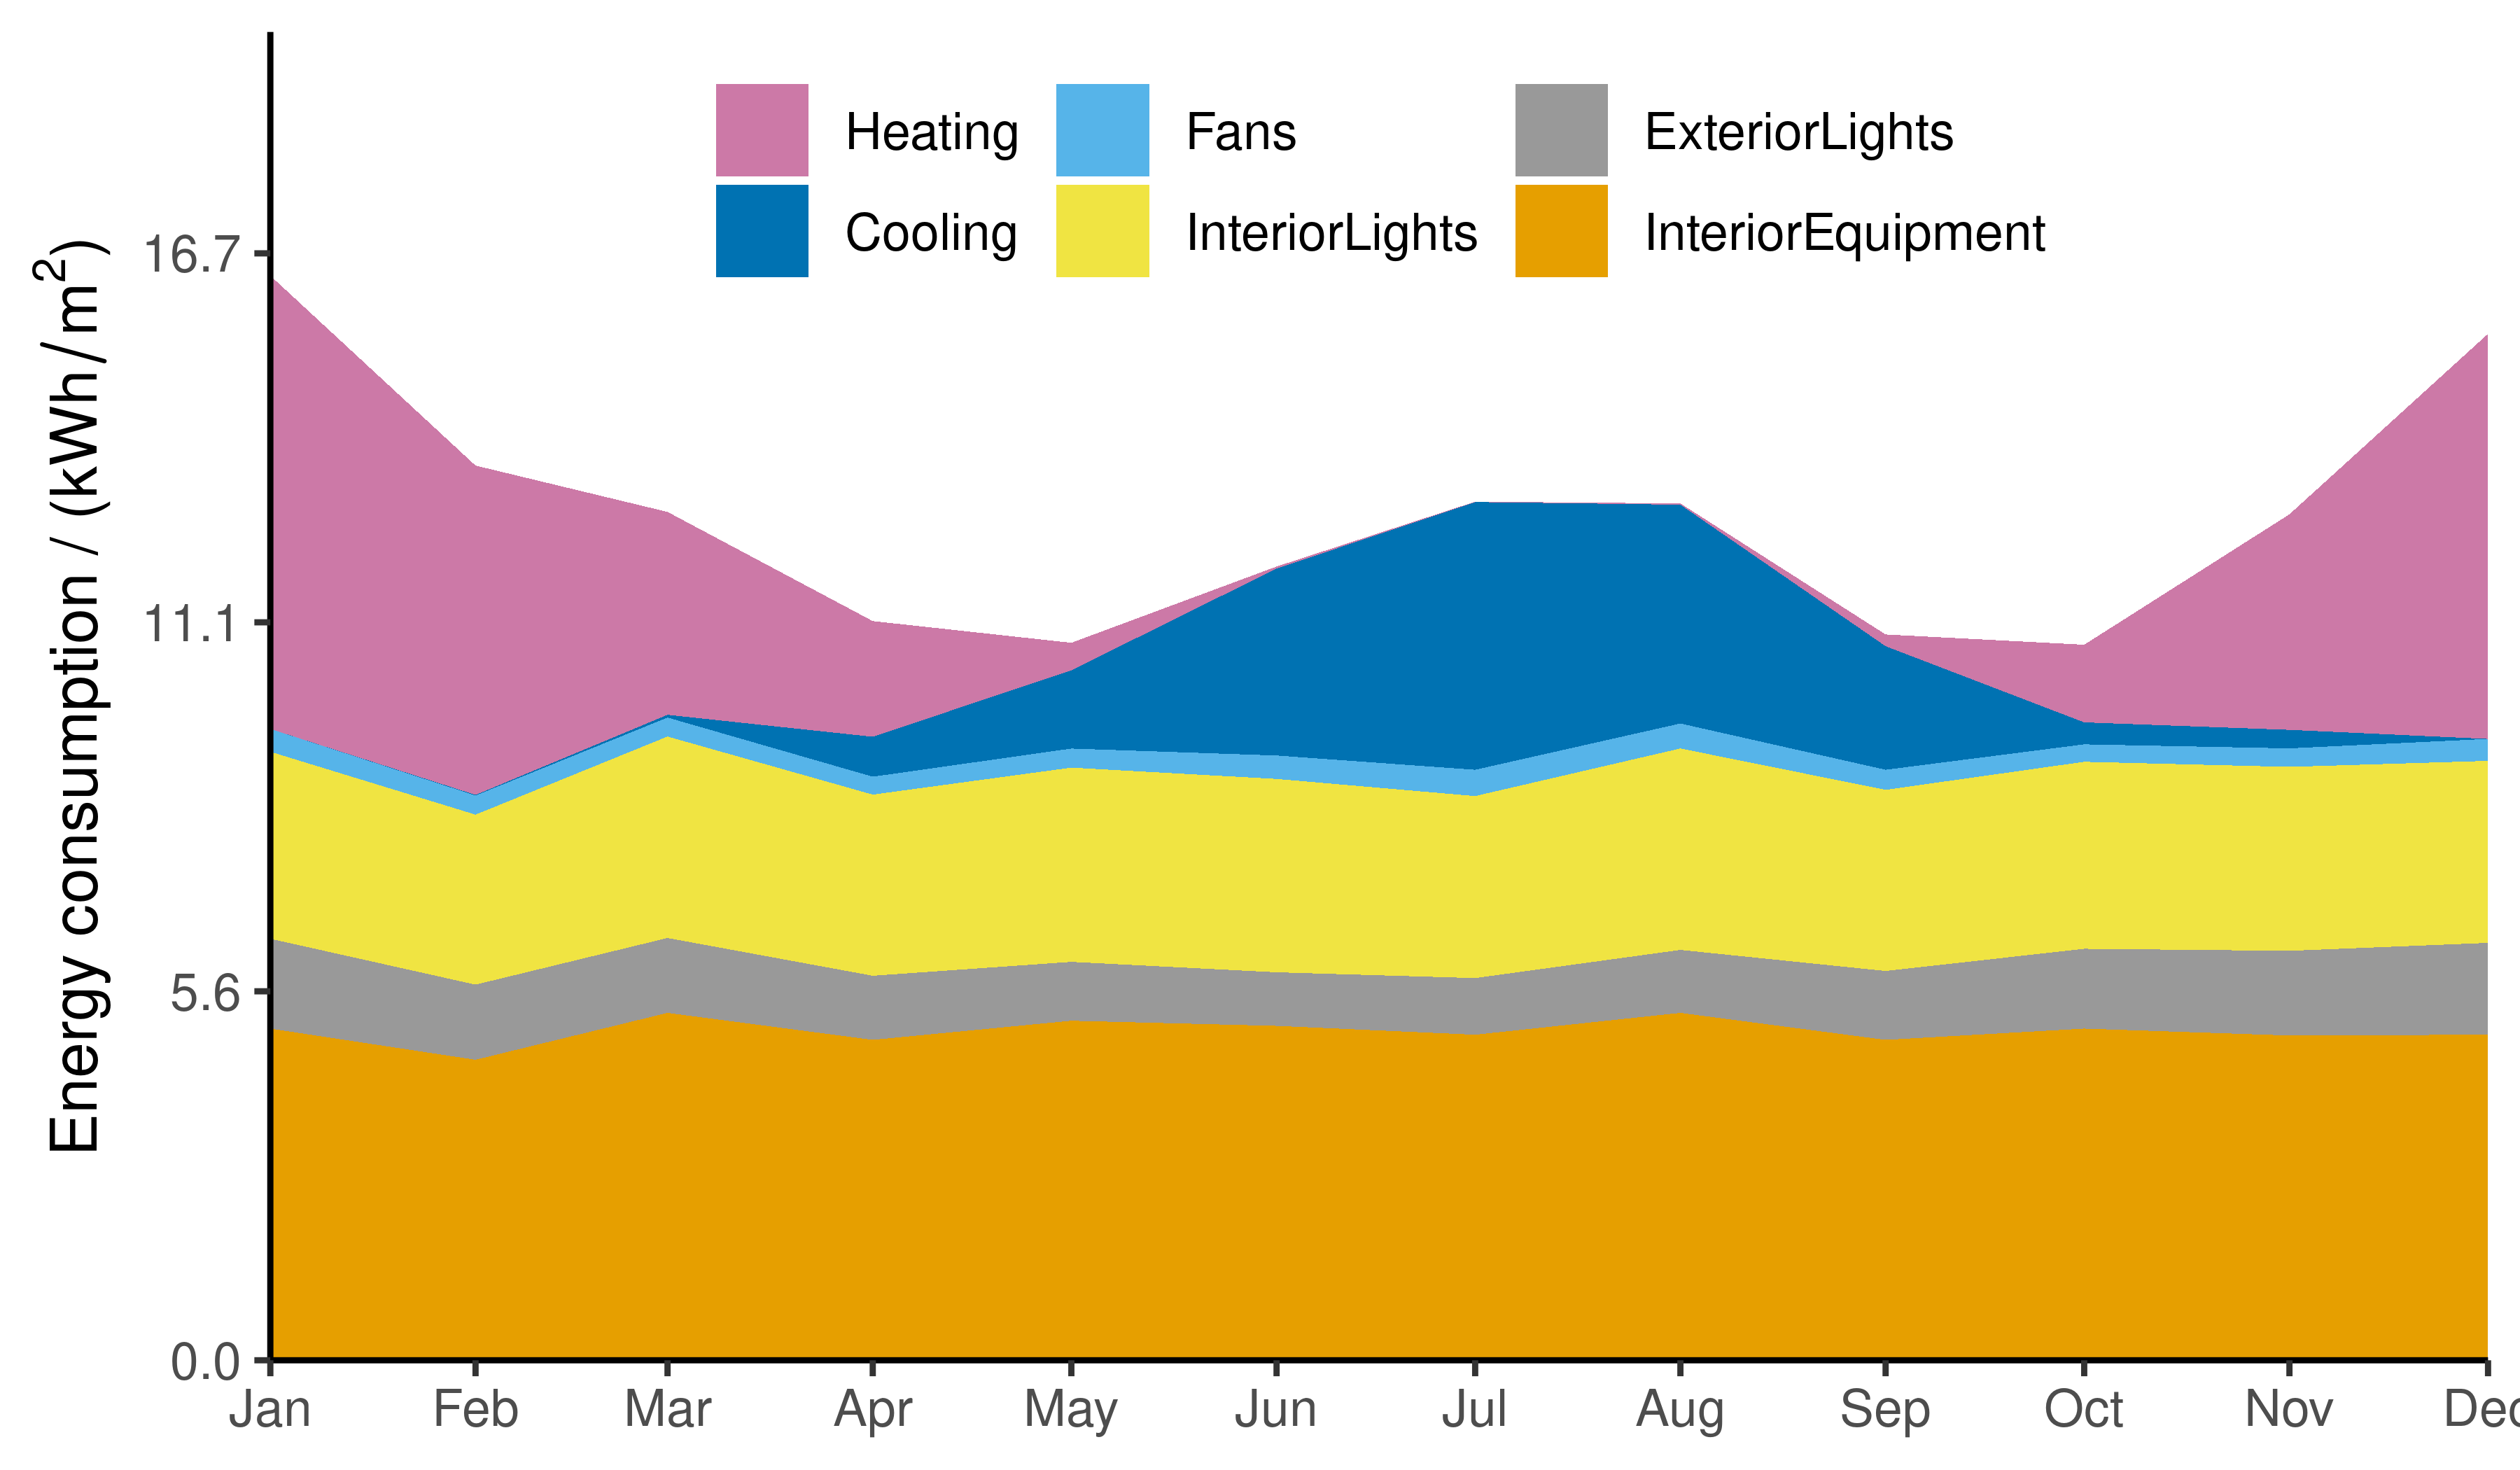 Heating Fans ExteriorLights
Cooling InteriorLights InteriorEquipment
Energy consumption / (kWh/m²)
16.7
11.1
5.6
0.0
Jan Feb Mar Apr May Jun Jul Aug Sep Oct Nov Dec